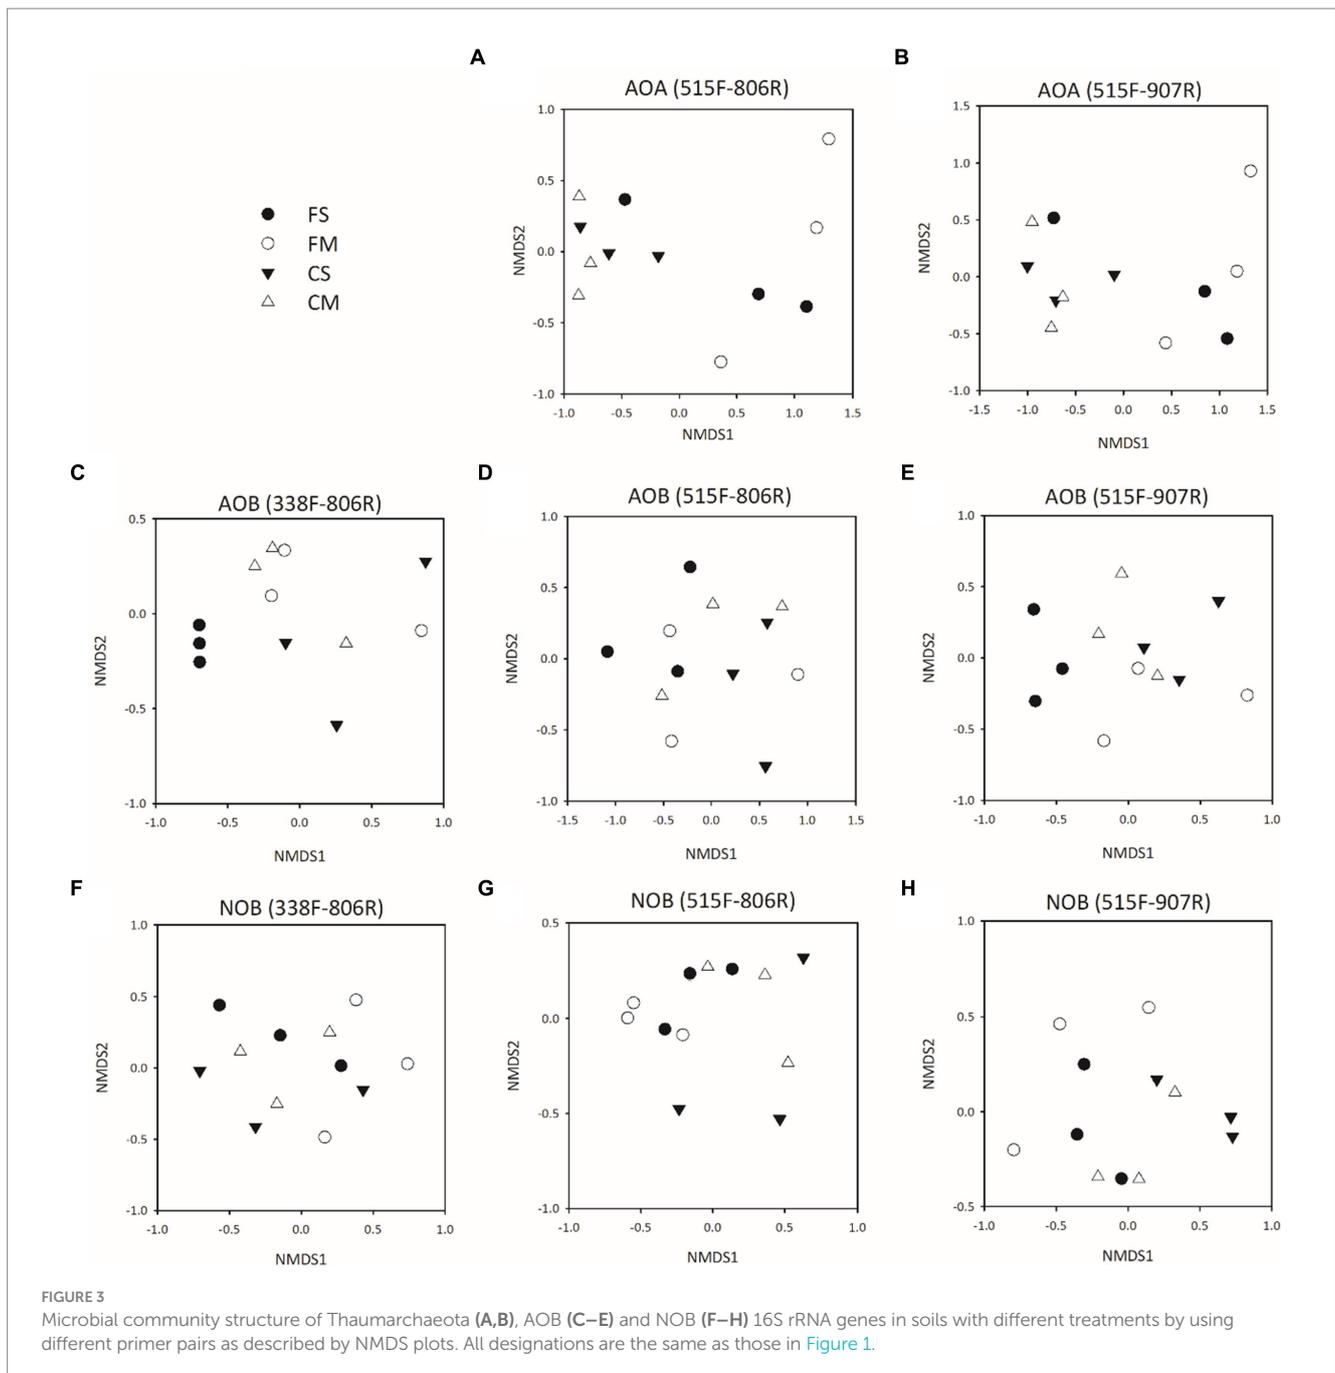 A
B
AOA (515F-806R)
AOA (515F-907R)
FS
FM
CS
CM
1.0
0.5
0.0
-0.5
-1.0
NMDS2
-1.0 -0.5 0.0 0.5 1.0 1.5
NMDS1
1.5
1.0
0.5
0.0
-0.5
-1.0
NMDS2
-1.5 -1.0 -0.5 0.0 0.5 1.0 1.5
NMDS1
C
D
E
AOB (338F-806R)
AOB (515F-806R)
AOB (515F-907R)
0.5
0.0
-0.5
-1.0
NMDS2
-1.0 -0.5 0.0 0.5 1.0
NMDS1
1.0
0.5
0.0
-0.5
-1.0
NMDS2
-1.5 -1.0 -0.5 0.0 0.5 1.0 1.5
NMDS1
1.0
0.5
0.0
-0.5
-1.0
NMDS2
-1.0 -0.5 0.0 0.5 1.0
NMDS1
F
G
H
NOB (338F-806R)
NOB (515F-806R)
NOB (515F-907R)
1.0
0.5
0.0
-0.5
-1.0
NMDS2
-1.0 -0.5 0.0 0.5 1.0
NMDS1
0.5
0.0
-0.5
-1.0
NMDS2
-1.0 -0.5 0.0 0.5 1.0
NMDS1
1.0
0.5
0.0
-0.5
NMDS2
-1.0 -0.5 0.0 0.5 1.0
NMDS1
FIGURE 3
Microbial community structure of Thaumarchaeota (A,B), AOB (C–E) and NOB (F–H) 16S rRNA genes in soils with different treatments by using
different primer pairs as described by NMDS plots. All designations are the same as those in Figure 1.